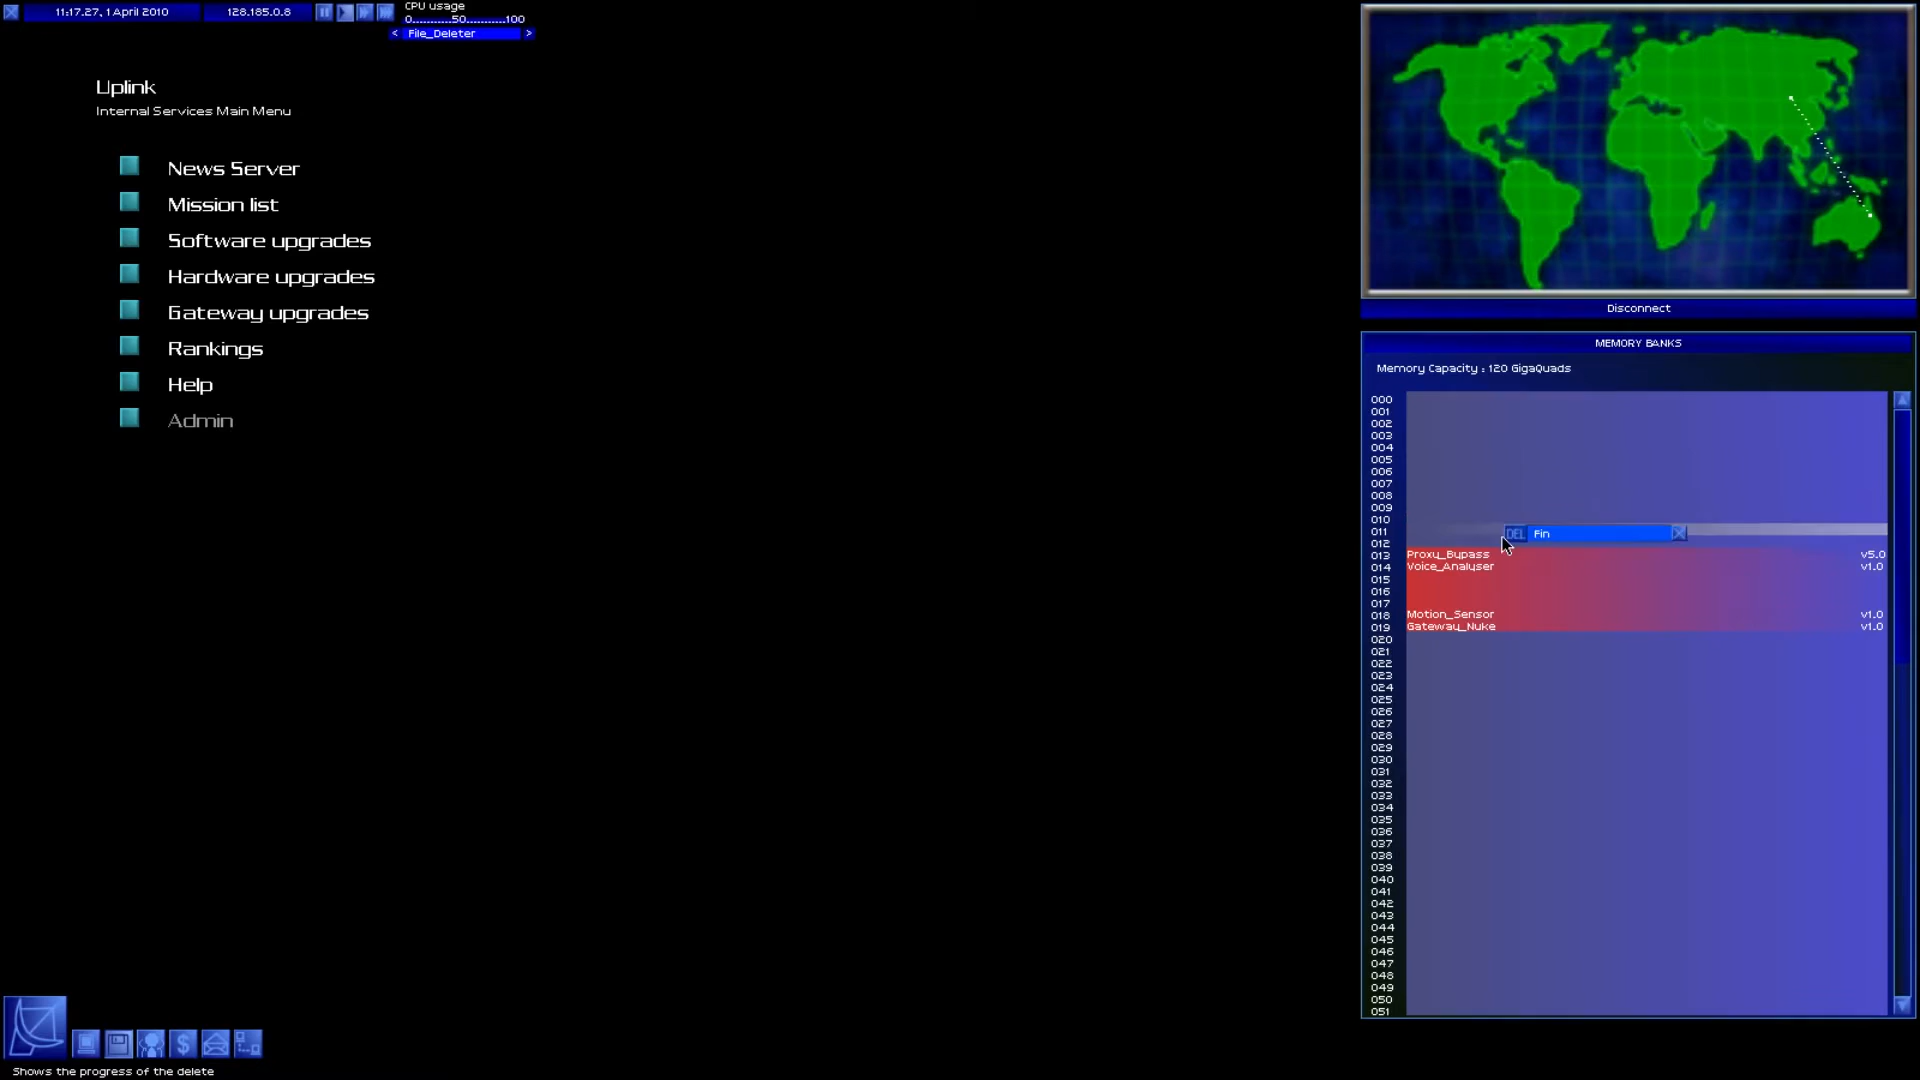 11:17.27, 1 April 2010
128.185.0.8
CPU usage
0...........50...........100
< File_Deleter >
Uplink
Internal Services Main Menu
News Server
Mission list
Software upgrades
Hardware upgrades
Gateway upgrades
Rankings
Help
Admin
Disconnect
MEMORY BANKS
Memory Capacity : 120 GigaQuads
000
001
002
003
004
005
006
007
008
009
010
011 DEL Fin
012
013 Proxy_Bypass v5.0
014 Voice_Analyser v1.0
015
016
017
018 Motion_Sensor v1.0
019 Gateway_Nuke v1.0
020
021
022
023
024
025
026
027
028
029
030
031
032
033
034
035
036
037
038
039
040
041
042
043
044
045
046
047
048
049
050
051
$
Shows the progress of the delete